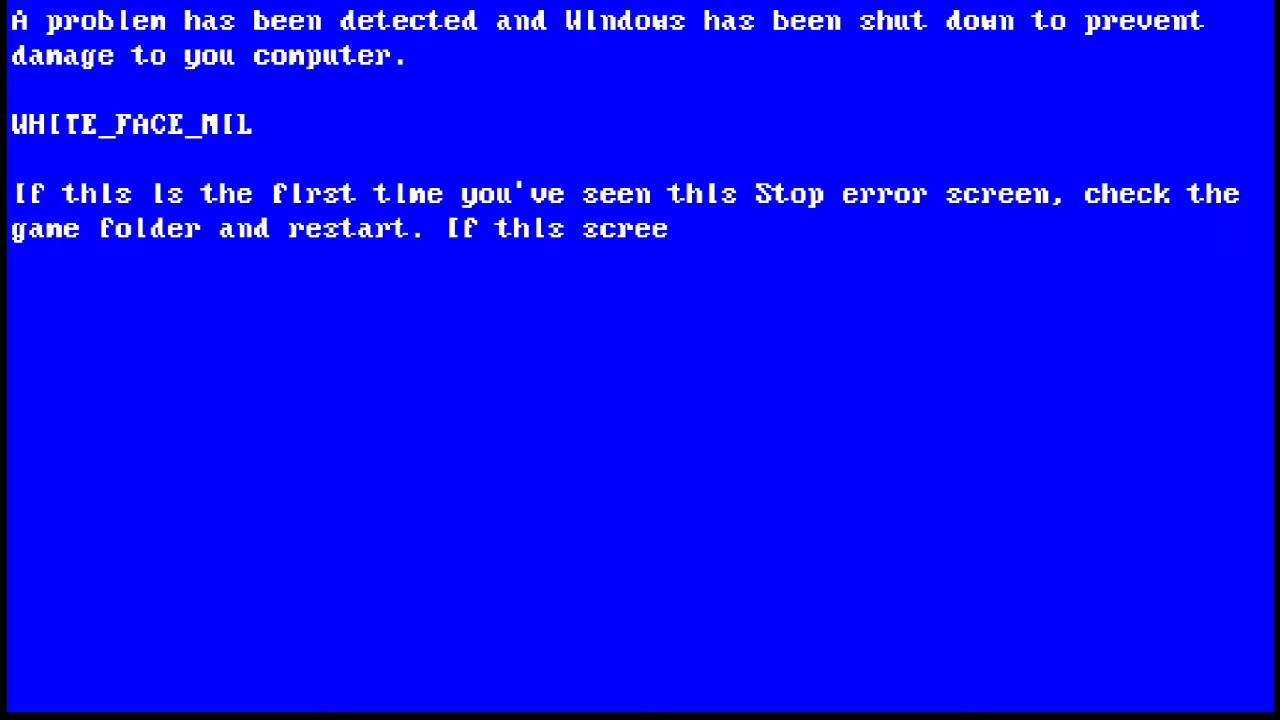 A problem has been detected and Windows has been shut down to prevent
damage to you computer.
WHITE_FACE_MIL
If this is the first time you've seen this Stop error screen, check the
game folder and restart. If this scree